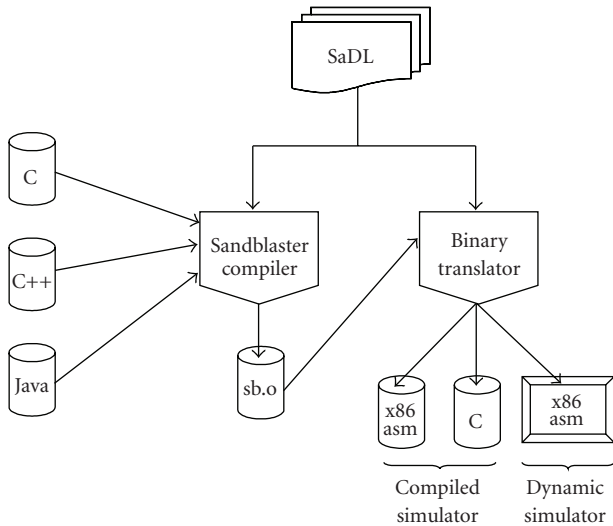 SaDL
C
C++
Java
Sandblaster
compiler
Binary
translator
sb.o
x86
asm
C
x86
asm
Compiled
simulator
Dynamic
simulator